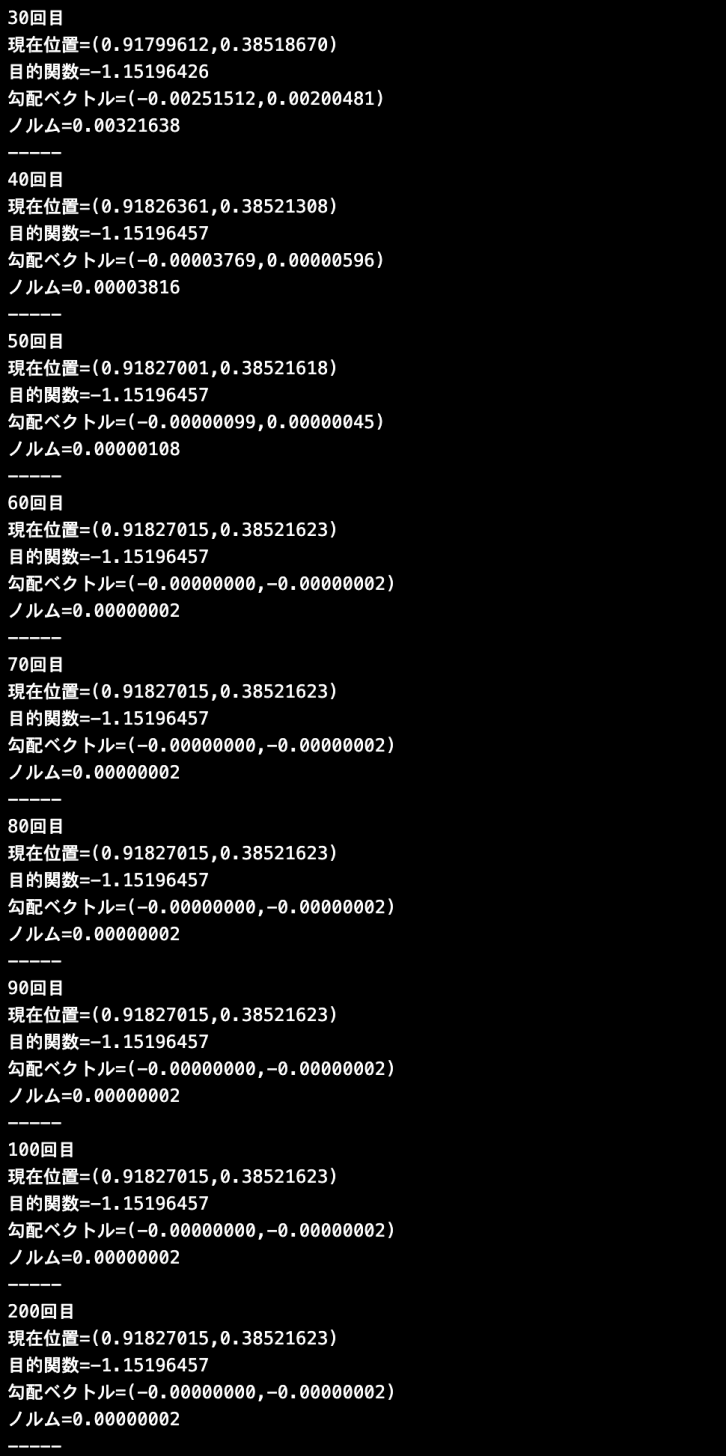 30回目
現在位置=(0.91799612,0.38518670)
目的関数=-1.15196426
勾配ベクトル=(-0.00251512,0.00200481)
ノルム=0.00321638
-----
40回目
現在位置=(0.91826361,0.38521308)
目的関数=-1.15196457
勾配ベクトル=(-0.00003769,0.00000596)
ノルム=0.00003816
-----
50回目
現在位置=(0.91827001,0.38521618)
目的関数=-1.15196457
勾配ベクトル=(-0.00000099,0.00000045)
ノルム=0.00000108
-----
60回目
現在位置=(0.91827015,0.38521623)
目的関数=-1.15196457
勾配ベクトル=(-0.00000000,-0.00000002)
ノルム=0.00000002
-----
70回目
現在位置=(0.91827015,0.38521623)
目的関数=-1.15196457
勾配ベクトル=(-0.00000000,-0.00000002)
ノルム=0.00000002
-----
80回目
現在位置=(0.91827015,0.38521623)
目的関数=-1.15196457
勾配ベクトル=(-0.00000000,-0.00000002)
ノルム=0.00000002
-----
90回目
現在位置=(0.91827015,0.38521623)
目的関数=-1.15196457
勾配ベクトル=(-0.00000000,-0.00000002)
ノルム=0.00000002
-----
100回目
現在位置=(0.91827015,0.38521623)
目的関数=-1.15196457
勾配ベクトル=(-0.00000000,-0.00000002)
ノルム=0.00000002
-----
200回目
現在位置=(0.91827015,0.38521623)
目的関数=-1.15196457
勾配ベクトル=(-0.00000000,-0.00000002)
ノルム=0.00000002
-----